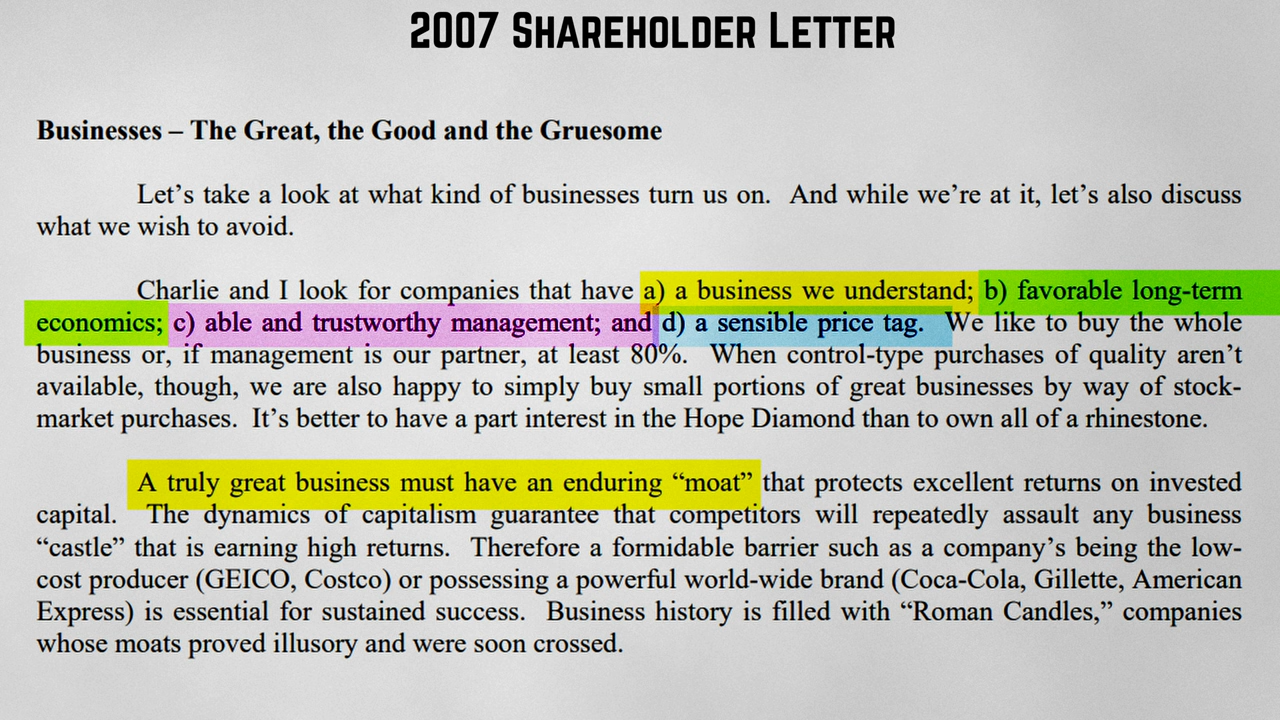 2007 SHAREHOLDER LETTER
Businesses – The Great, the Good and the Gruesome
Let’s take a look at what kind of businesses turn us on. And while we’re at it, let’s also discuss
what we wish to avoid.
Charlie and I look for companies that have a) a business we understand; b) favorable long-term
economics; c) able and trustworthy management; and d) a sensible price tag. We like to buy the whole
business or, if management is our partner, at least 80%. When control-type purchases of quality aren’t
available, though, we are also happy to simply buy small portions of great businesses by way of stock-
market purchases. It’s better to have a part interest in the Hope Diamond than to own all of a rhinestone.
A truly great business must have an enduring “moat” that protects excellent returns on invested
capital. The dynamics of capitalism guarantee that competitors will repeatedly assault any business
“castle” that is earning high returns. Therefore a formidable barrier such as a company’s being the low-
cost producer (GEICO, Costco) or possessing a powerful world-wide brand (Coca-Cola, Gillette, American
Express) is essential for sustained success. Business history is filled with “Roman Candles,” companies
whose moats proved illusory and were soon crossed.